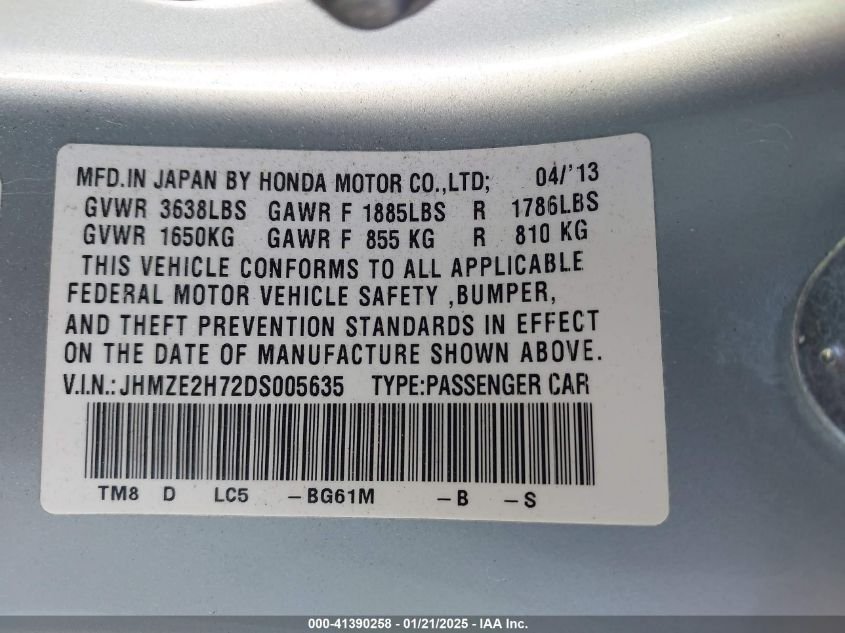 MFD.IN JAPAN BY HONDA MOTOR CO.,LTD; 04/'13
GVWR 3638LBS GAWR F 1885LBS R 1786LBS
GVWR 1650KG GAWR F 855 KG R 810 KG
THIS VEHICLE CONFORMS TO ALL APPLICABLE
FEDERAL MOTOR VEHICLE SAFETY ,BUMPER,
AND THEFT PREVENTION STANDARDS IN EFFECT
ON THE DATE OF MANUFACTURE SHOWN ABOVE.
V.I.N.: JHMZE2H72DS005635 TYPE:PASSENGER CAR
TM8 D LC5 -BG61M -B -S
000-41390258 | 01/21/2025 - IAA Inc.